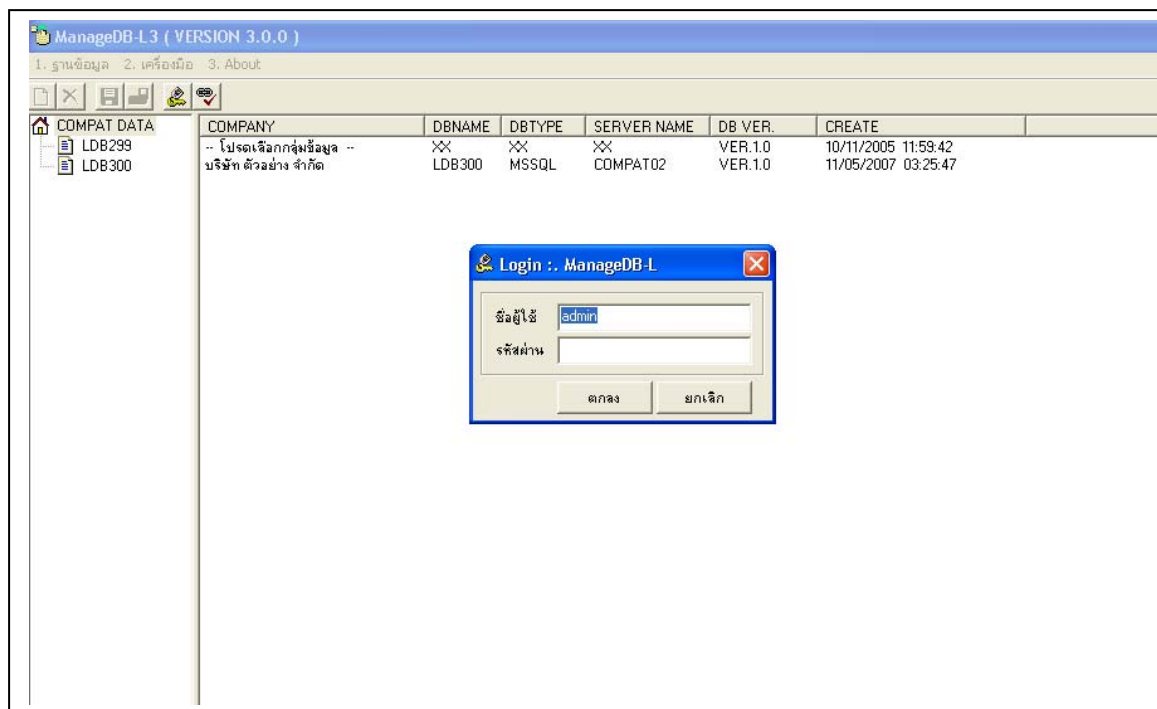 ManageDB-L3 ( VERSION 3.0.0 )
1. ฐานข้อมูล 2. เครื่องมือ 3. About
COMPAT DATA
LDB299
LDB300
COMPANY DBNAME DBTYPE SERVER NAME DB VER. CREATE
-- โปรดเลือกกลุ่มข้อมูล -- XX XX XX VER.1.0 10/11/2005 11:59:42
บริษัท ตัวอย่าง จำกัด LDB300 MSSQL COMPAT02 VER.1.0 11/05/2007 03:25:47
Login :. ManageDB-L
ชื่อผู้ใช้ admin
รหัสผ่าน
ตกลง ยกเลิก